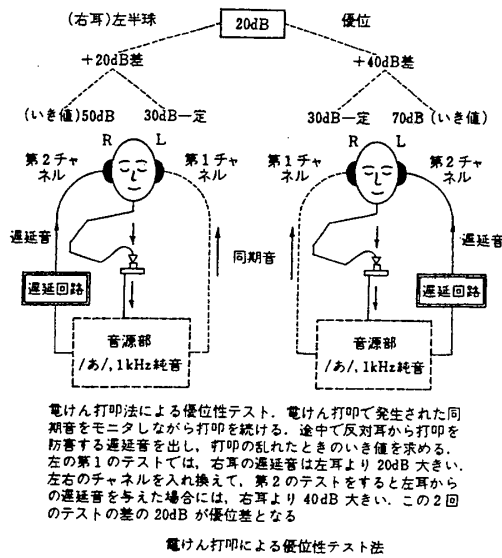 (右耳)左半球 20dB 優位
+20dB差 +40dB差
(いき値)50dB 30dB一定 30dB一定 70dB(いき値)
R L R L
第2チャネル 第1チャネル 第1チャネル 第2チャネル
遅延音 同期音 遅延音
遅延回路 遅延回路
音源部 音源部
/あ/,1kHz純音 /あ/,1kHz純音
電けん打叩法による優位性テスト.電けん打叩で発生された同
期音をモニタしながら打叩を続ける.途中で反対耳から打叩を
防害する遅延音を出し,打叩の乱れたときのいき値を求める.
左の第1のテストでは,右耳の遅延音は左耳より20dB大きい.
左右のチャネルを入れ換えて,第2のテストをすると左耳から
の遅延音を与えた場合には,右耳より40dB大きい.この2回
のテストの差の20dBが優位差となる
電けん打叩による優位性テスト法